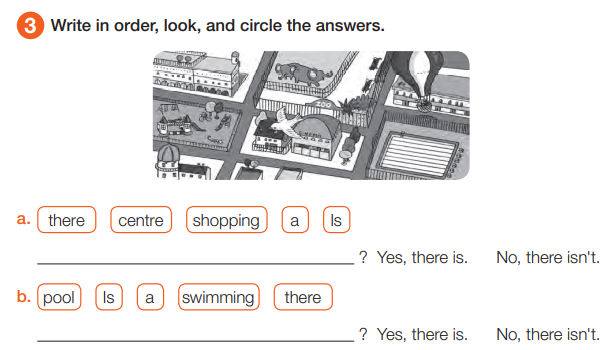 3 Write in order, look, and circle the answers.
ZOO
CINEMA
a. there centre shopping a Is
? Yes, there is. No, there isn't.
b. pool Is a swimming there
? Yes, there is. No, there isn't.